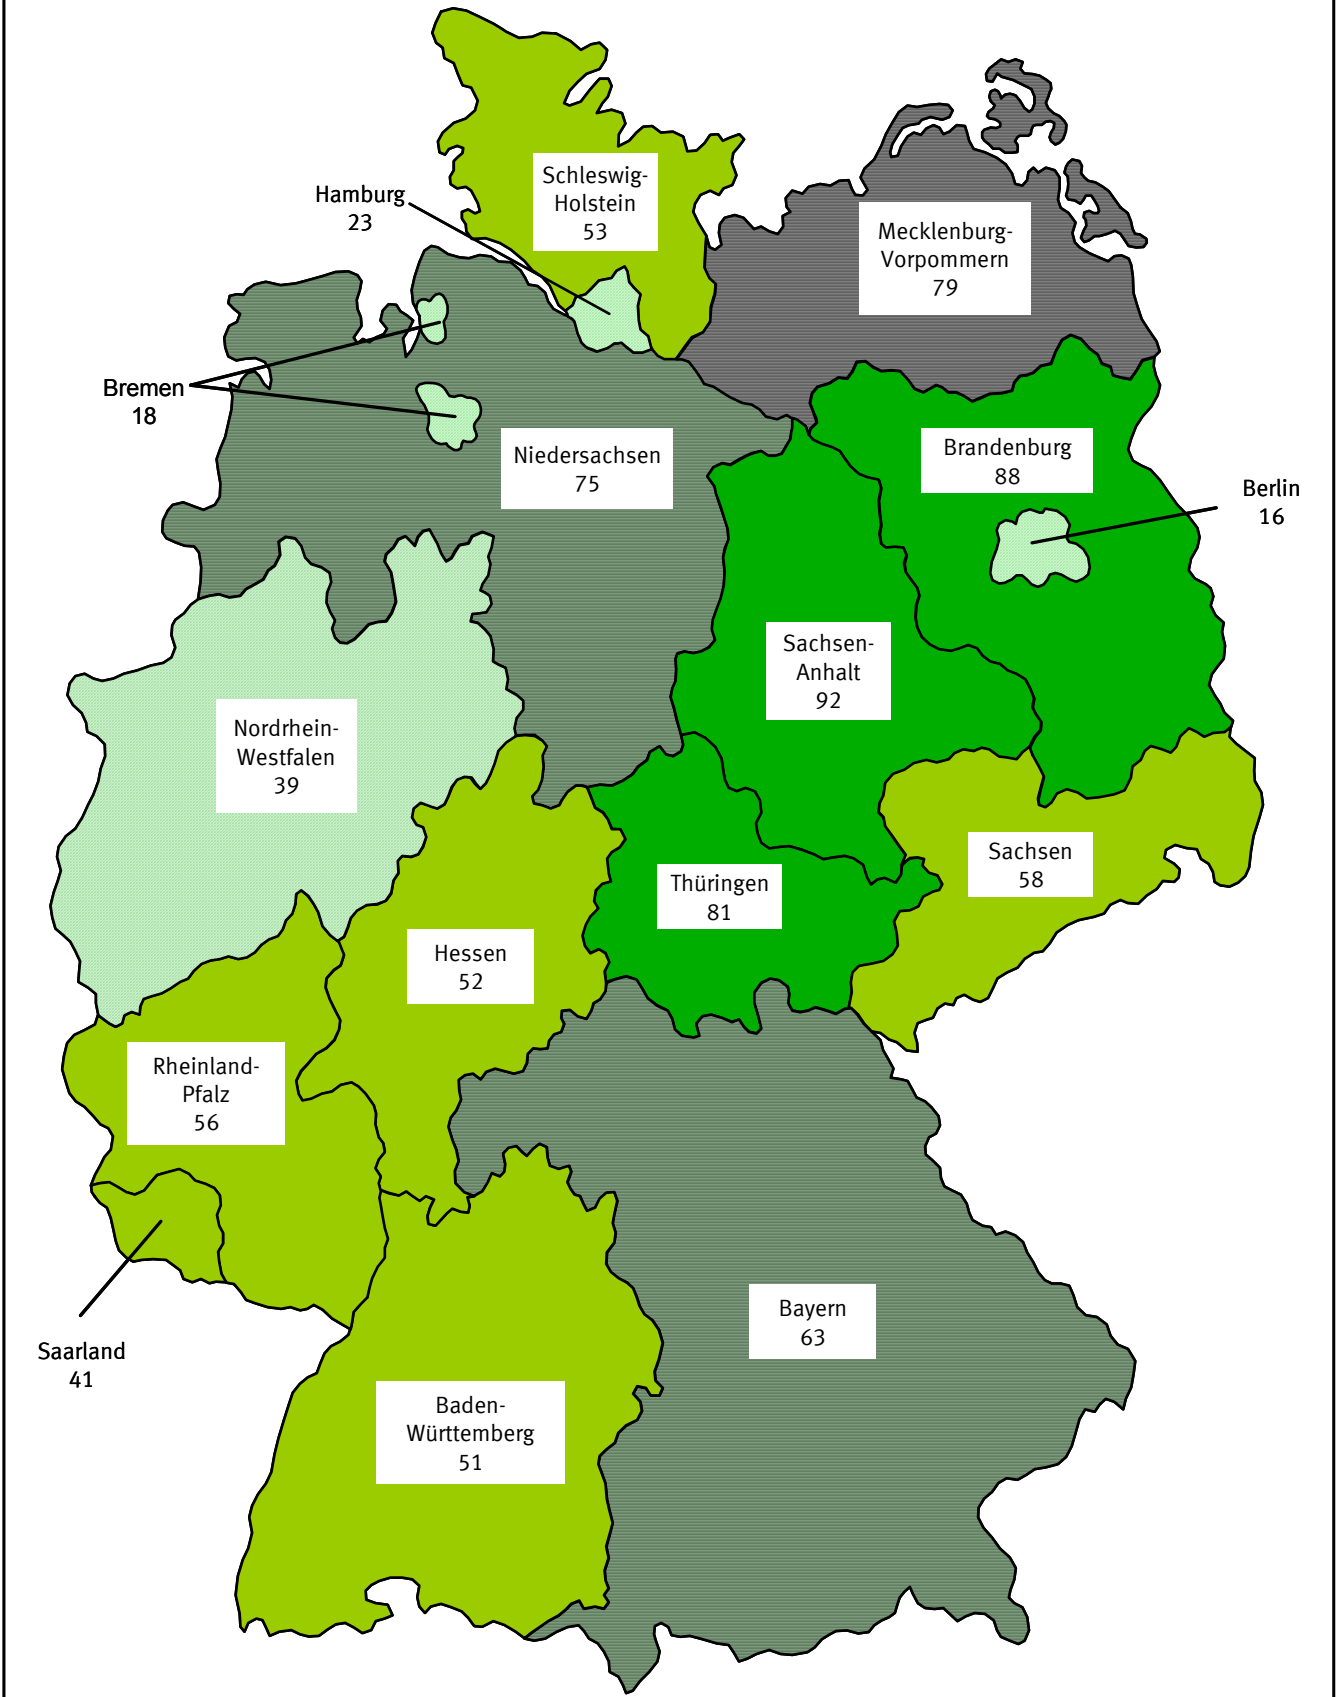 Schleswig-
Holstein
53
Hamburg
23
Mecklenburg-
Vorpommern
79
Bremen
18
Niedersachsen
75
Brandenburg
88
Berlin
16
Sachsen-
Anhalt
92
Nordrhein-
Westfalen
39
Sachsen
58
Thüringen
81
Hessen
52
Rheinland-
Pfalz
56
Saarland
41
Bayern
63
Baden-
Württemberg
51